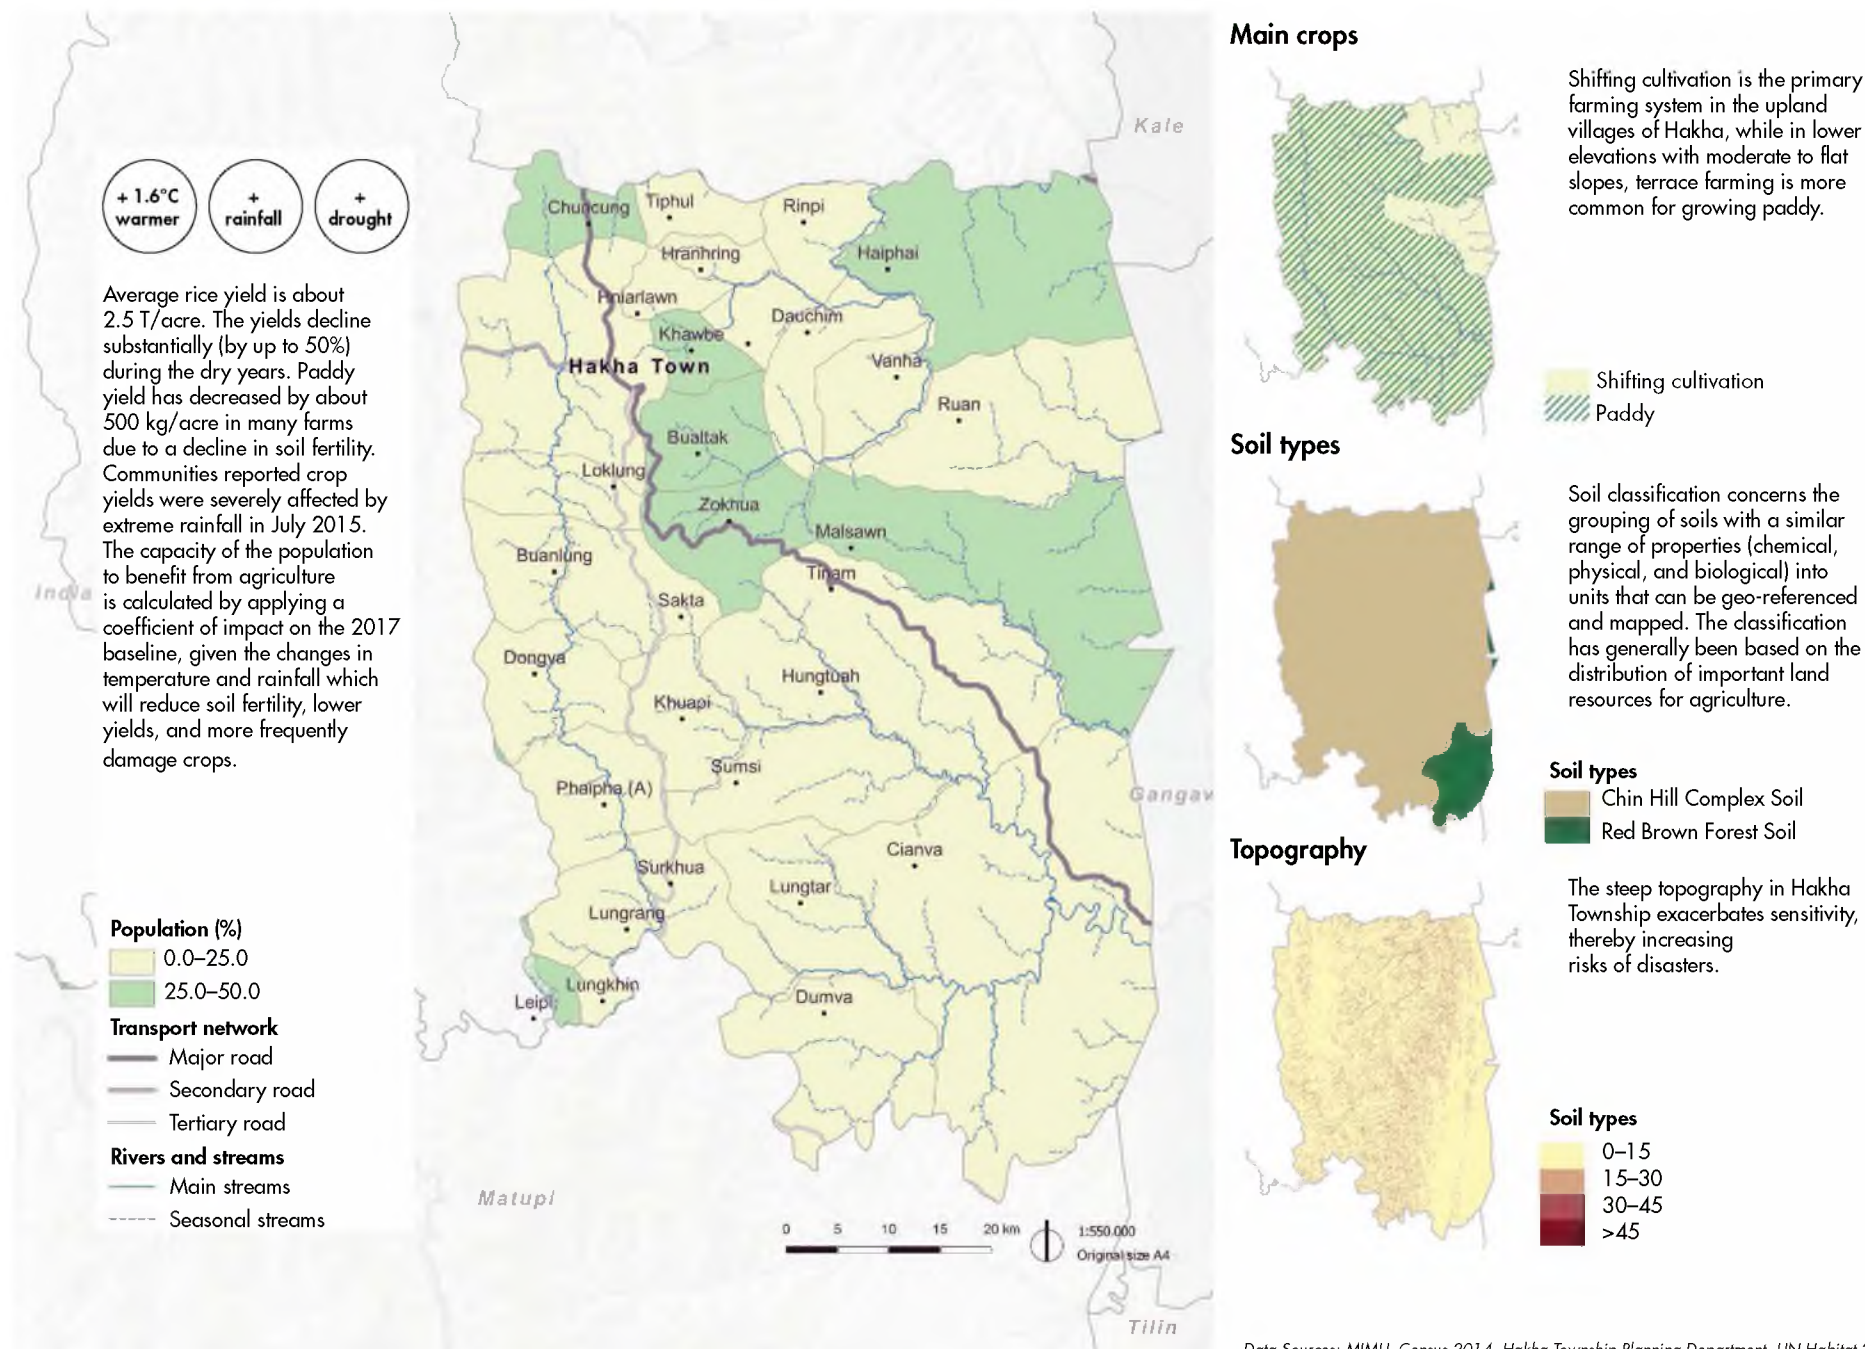 + 1.6°C
warmer
+
rainfall
+
drought
Average rice yield is about
2.5 T/acre. The yields decline
substantially (by up to 50%)
during the dry years. Paddy
yield has decreased by about
500 kg/acre in many farms
due to a decline in soil fertility.
Communities reported crop
yields were severely affected by
extreme rainfall in July 2015.
The capacity of the population
to benefit from agriculture
is calculated by applying a
coefficient of impact on the 2017
baseline, given the changes in
temperature and rainfall which
will reduce soil fertility, lower
yields, and more frequently
damage crops.
Population (%)
0.0–25.0
25.0–50.0
Transport network
Major road
Secondary road
Tertiary road
Rivers and streams
Main streams
Seasonal streams
India
Kale
Chuncung
Tiphul
Rinpi
Hranhring
Haiphai
Hniarlawn
Dauchim
Khawbe
Hakha Town
Vanha
Ruan
Bualtak
Loklung
Zokhua
Malsawn
Buanlung
Tinam
Sakta
Dongva
Hungtuah
Khuapi
Sumsi
Phaipha (A)
Gangaw
Cianva
Surkhua
Lungtar
Lungrang
Lungkhin
Leipi
Dumva
Matupi
0 5 10 15 20 km
1:550.000
Original size A4
Tilin
Main crops
Shifting cultivation is the primary
farming system in the upland
villages of Hakha, while in lower
elevations with moderate to flat
slopes, terrace farming is more
common for growing paddy.
Shifting cultivation
Paddy
Soil types
Soil classification concerns the
grouping of soils with a similar
range of properties (chemical,
physical, and biological) into
units that can be geo-referenced
and mapped. The classification
has generally been based on the
distribution of important land
resources for agriculture.
Soil types
Chin Hill Complex Soil
Red Brown Forest Soil
Topography
The steep topography in Hakha
Township exacerbates sensitivity,
thereby increasing
risks of disasters.
Soil types
0–15
15–30
30–45
>45
Data Sources: MIMU, Census 2014, Hakha Township Planning Department, UN-Habitat